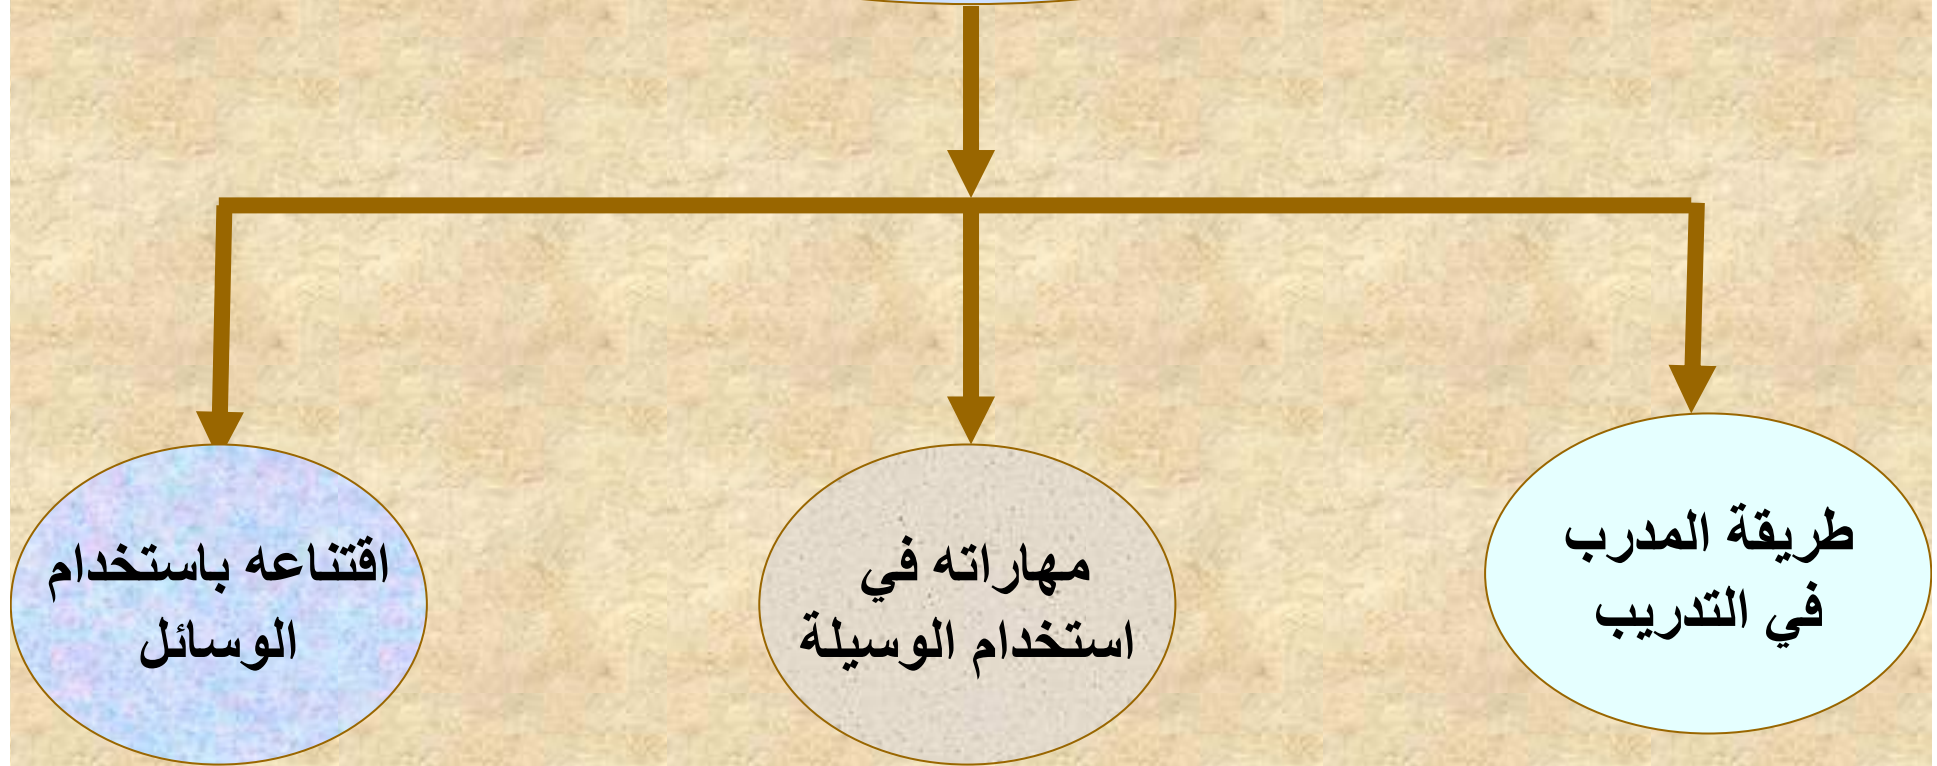 طريقة المدرب
في التدريب
مهاراته في
استخدام الوسيلة
اقتناعه باستخدام
الوسائل